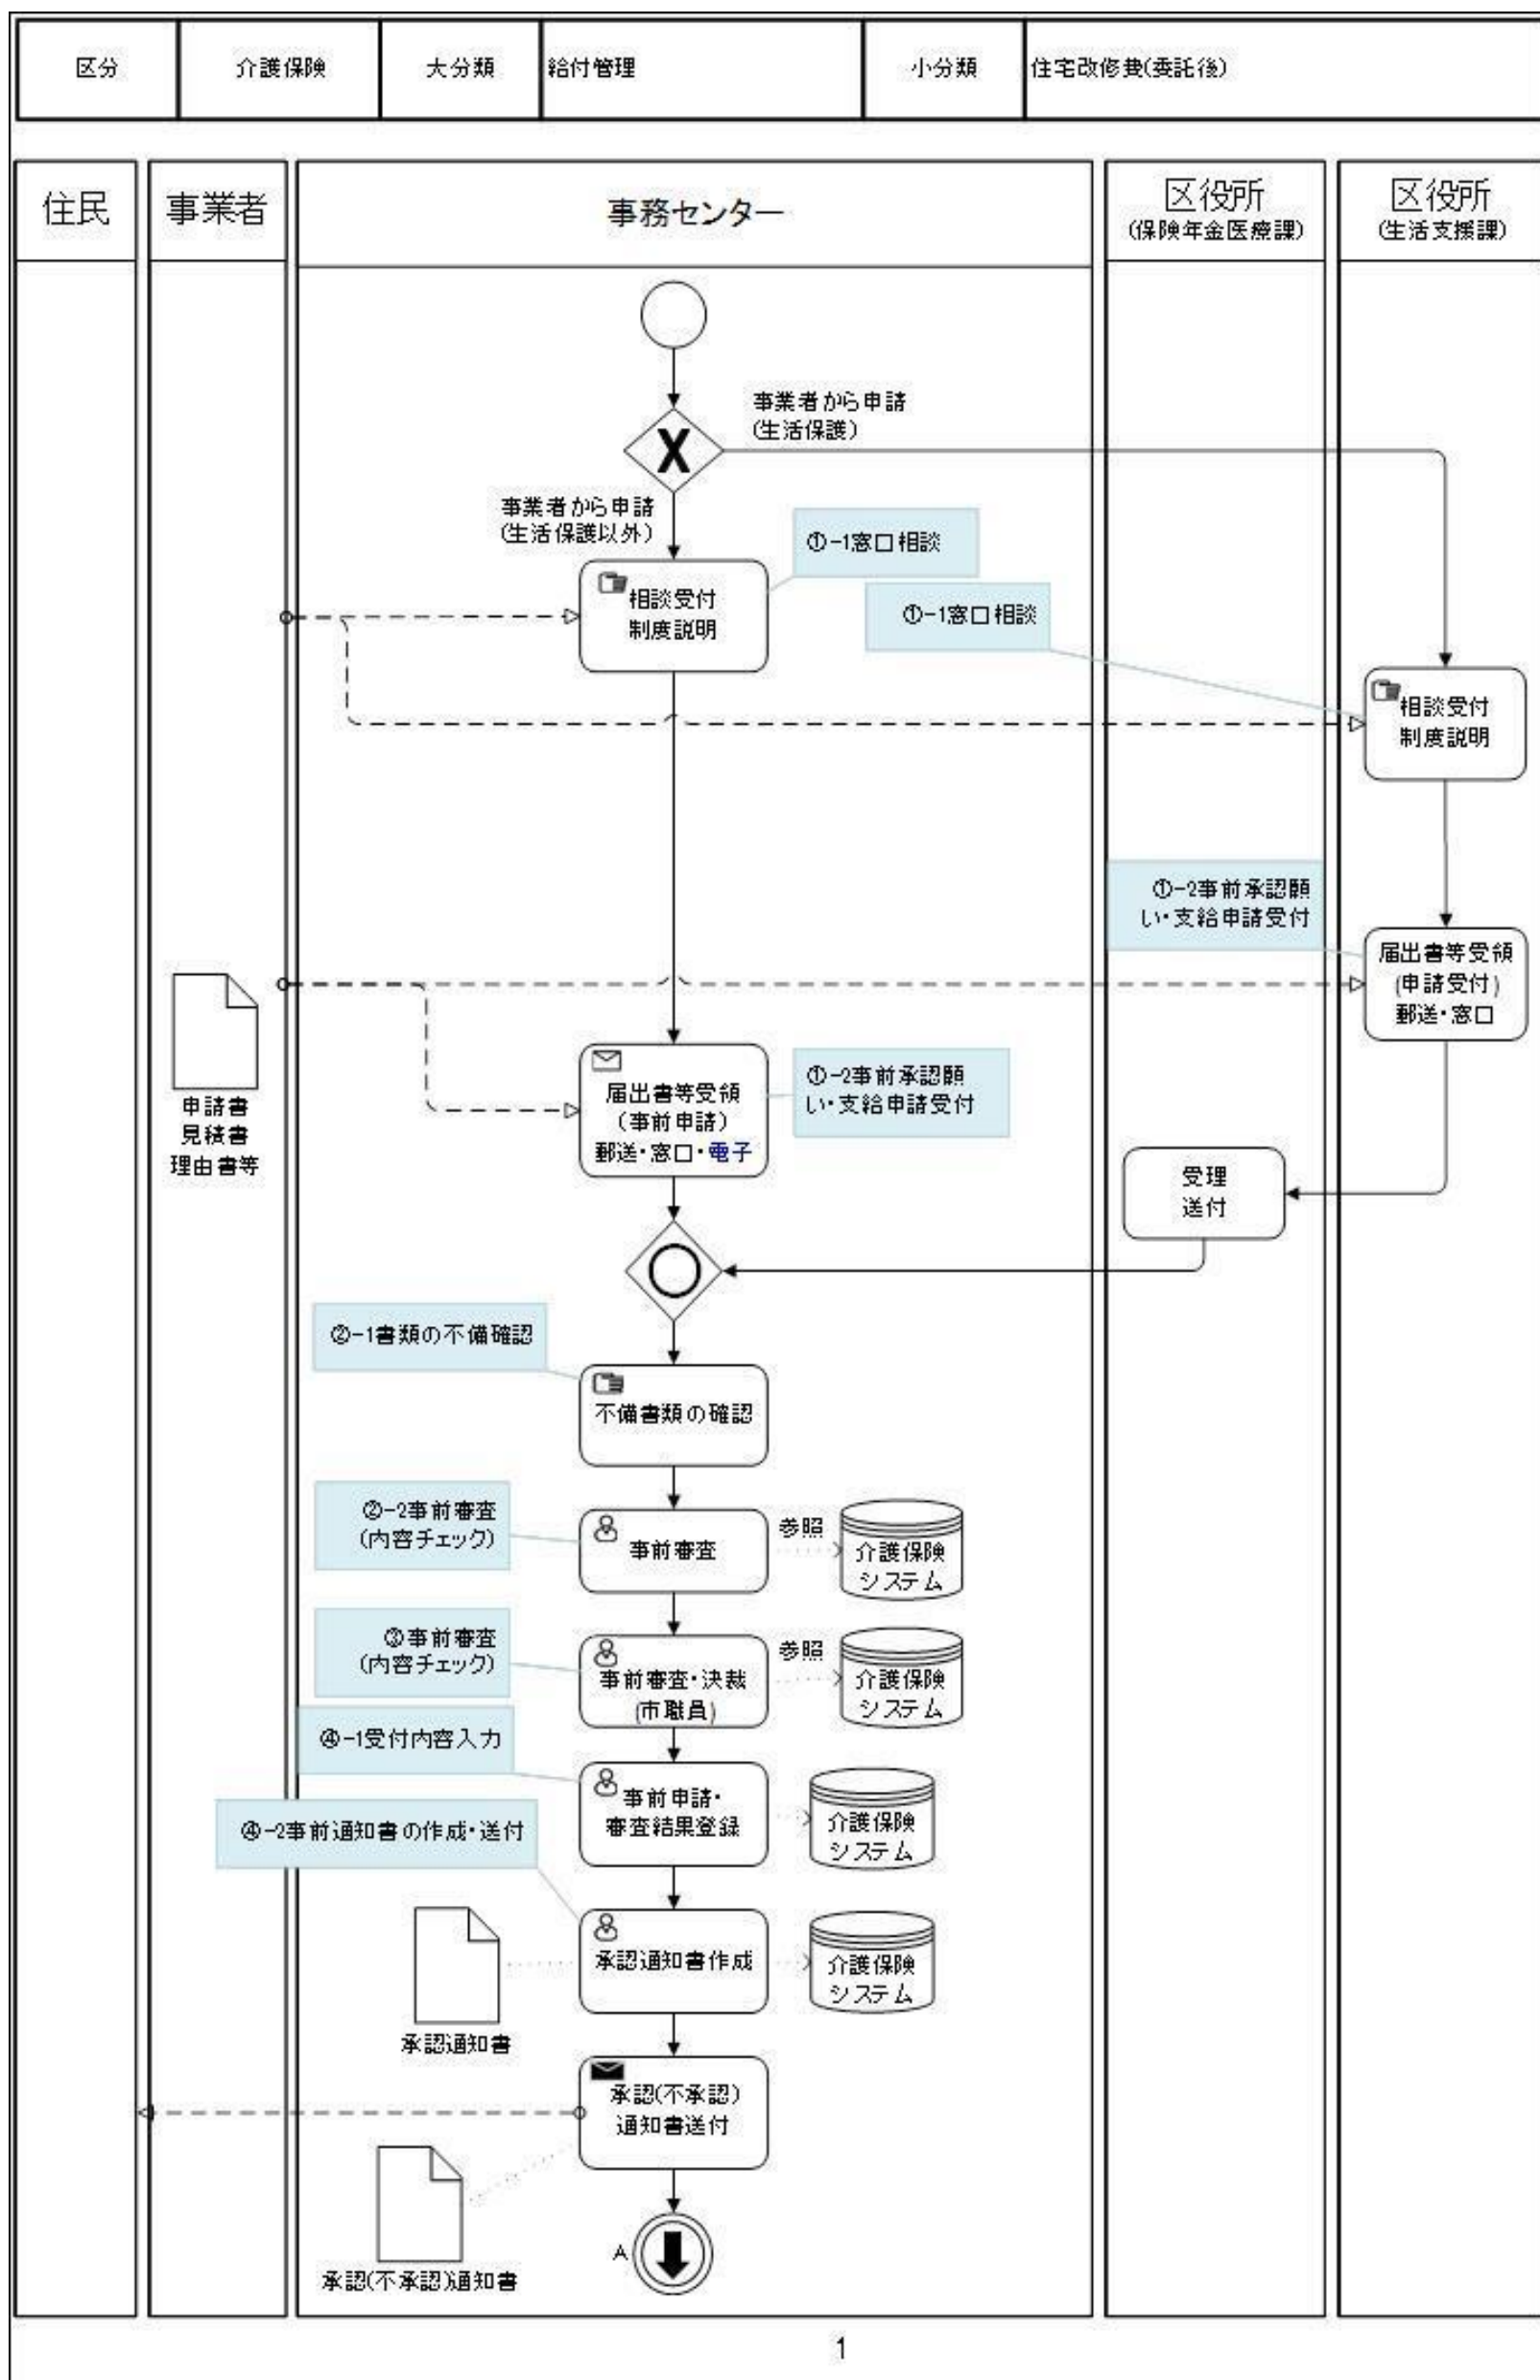 区分 介護保険 大分類 給付管理 小分類 住宅改修費(委託後)
住民
事業者
事務センター
区役所
(保険年金医療課)
区役所
(生活支援課)
事業者から申請
(生活保護)
事業者から申請
(生活保護以外)
①-1窓口相談
相談受付
制度説明
①-1窓口相談
相談受付
制度説明
①-2事前承認願
い・支給申請受付
届出書等受領
(申請受付)
郵送・窓口
申請書
見積書
理由書等
届出書等受領
(事前申請)
郵送・窓口・電子
①-2事前承認願
い・支給申請受付
受理
送付
②-1書類の不備確認
不備書類の確認
②-2事前審査
(内容チェック)
事前審査
参照
介護保険
システム
③事前審査
(内容チェック)
事前審査・決裁
(市職員)
参照
介護保険
システム
④-1受付内容入力
事前申請・
審査結果登録
介護保険
システム
④-2事前通知書の作成・送付
承認通知書作成
介護保険
システム
承認通知書
承認(不承認)
通知書送付
承認(不承認)通知書
A
1